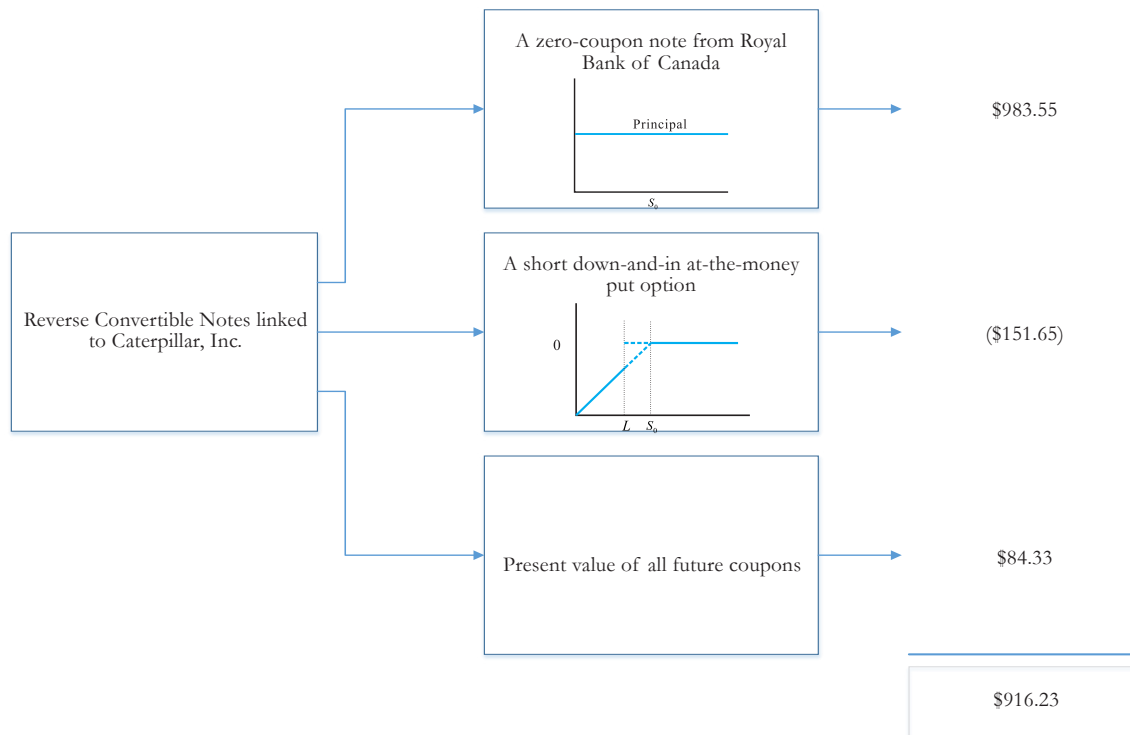 A zero-coupon note from Royal
Bank of Canada
Principal
S₀
$983.55
Reverse Convertible Notes linked
to Caterpillar, Inc.
A short down-and-in at-the-money
put option
0
L S₀
($151.65)
Present value of all future coupons
$84.33
$916.23